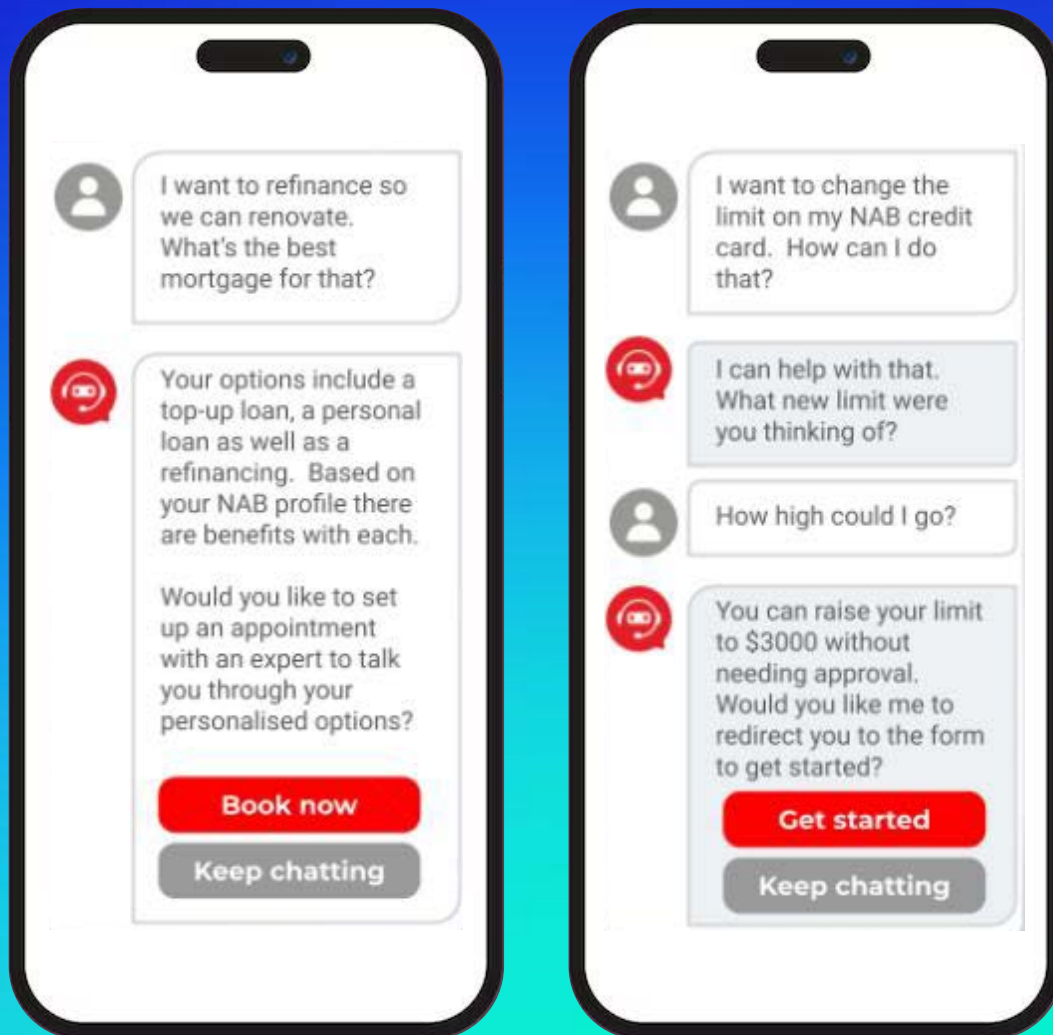 I want to refinance so
we can renovate.
What's the best
mortgage for that?
Your options include a
top-up loan, a personal
loan as well as a
refinancing.  Based on
your NAB profile there
are benefits with each.
Would you like to set
up an appointment
with an expert to talk
you through your
personalised options?
Book now
Keep chatting
I want to change the
limit on my NAB credit
card.  How can I do
that?
I can help with that.
What new limit were
you thinking of?
How high could I go?
You can raise your limit
to $3000 without
needing approval.
Would you like me to
redirect you to the form
to get started?
Get started
Keep chatting